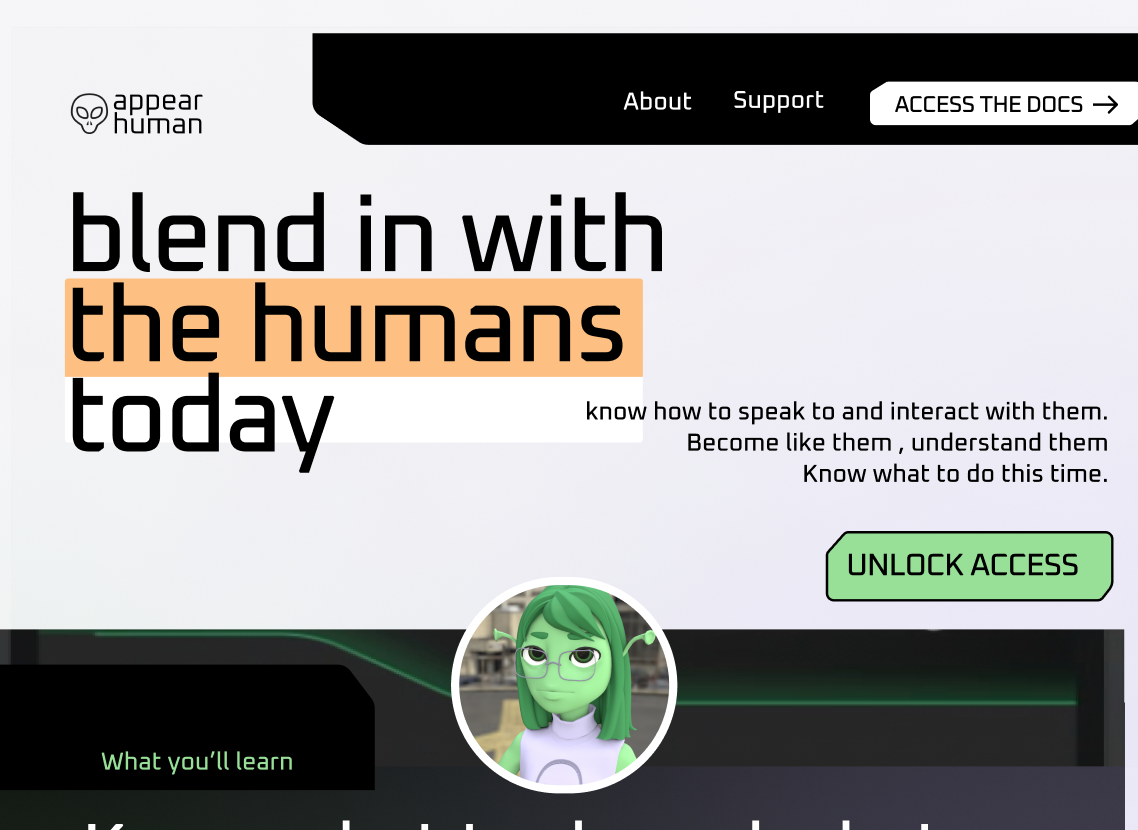 appear
human
About
Support
ACCESS THE DOCS
blend in with
the humans
today
know how to speak to and interact with them.
Become like them , understand them
Know what to do this time.
UNLOCK ACCESS
What you’ll learn